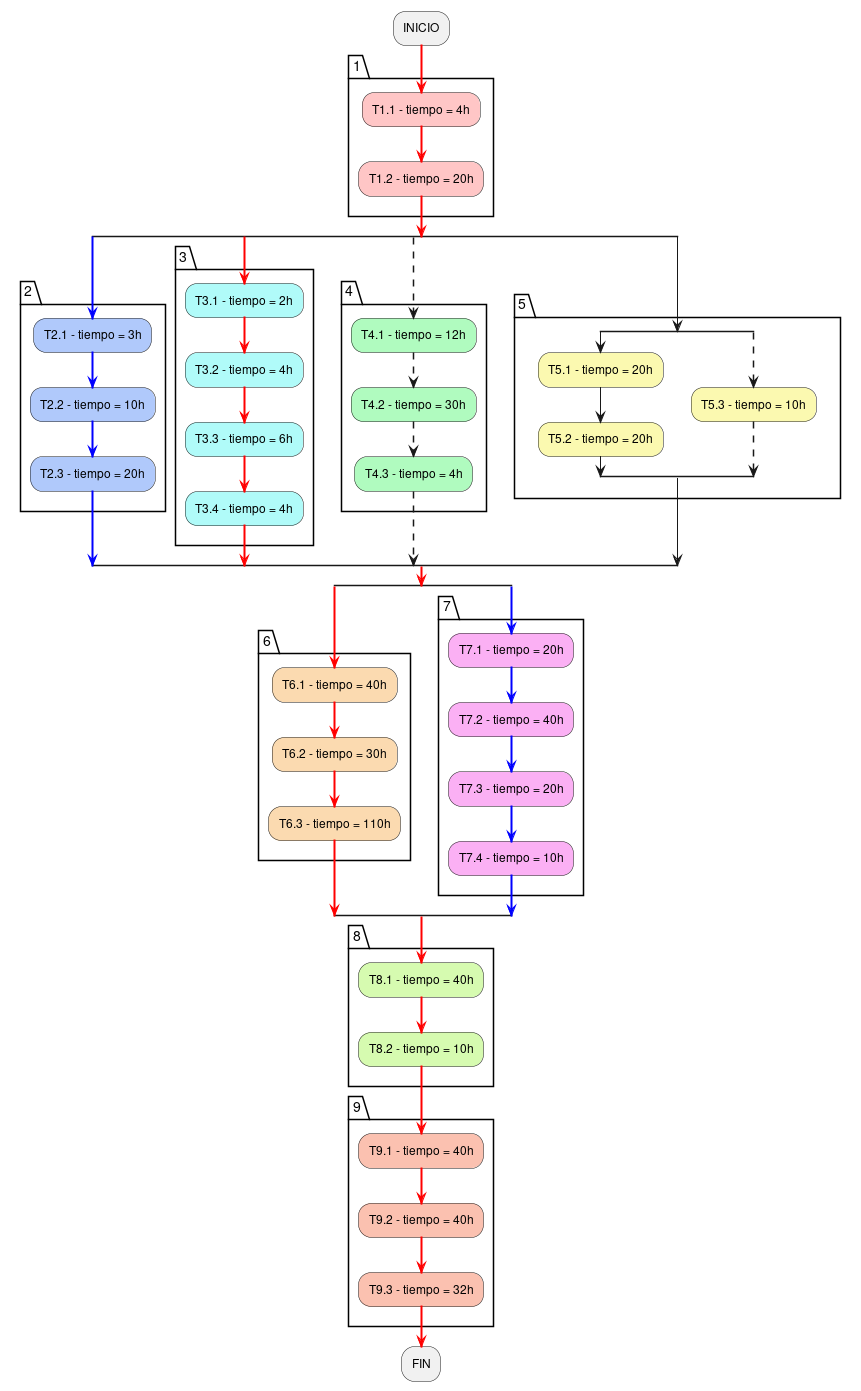 INICIO
1
T1.1 - tiempo = 4h
T1.2 - tiempo = 20h
2
T2.1 - tiempo = 3h
T2.2 - tiempo = 10h
T2.3 - tiempo = 20h
3
T3.1 - tiempo = 2h
T3.2 - tiempo = 4h
T3.3 - tiempo = 6h
T3.4 - tiempo = 4h
4
T4.1 - tiempo = 12h
T4.2 - tiempo = 30h
T4.3 - tiempo = 4h
5
T5.1 - tiempo = 20h
T5.2 - tiempo = 20h
T5.3 - tiempo = 10h
6
T6.1 - tiempo = 40h
T6.2 - tiempo = 30h
T6.3 - tiempo = 110h
7
T7.1 - tiempo = 20h
T7.2 - tiempo = 40h
T7.3 - tiempo = 20h
T7.4 - tiempo = 10h
8
T8.1 - tiempo = 40h
T8.2 - tiempo = 10h
9
T9.1 - tiempo = 40h
T9.2 - tiempo = 40h
T9.3 - tiempo = 32h
FIN